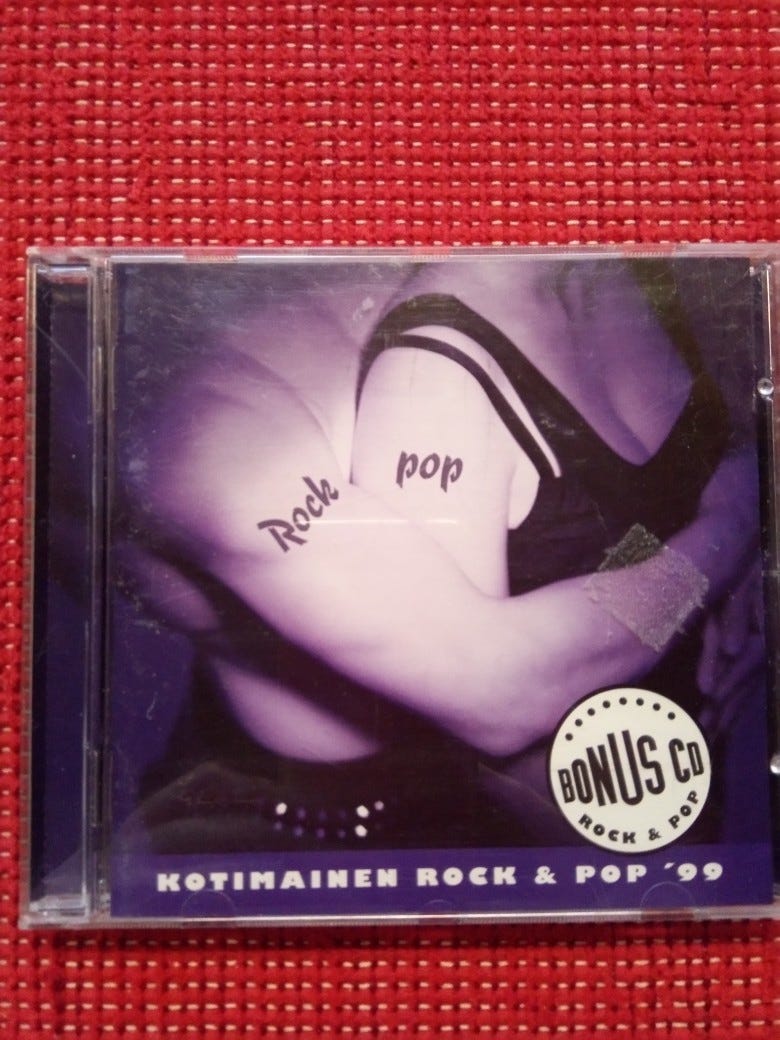 Rock
pop
BONUS CD
ROCK & POP
KOTIMAINEN ROCK & POP ´99